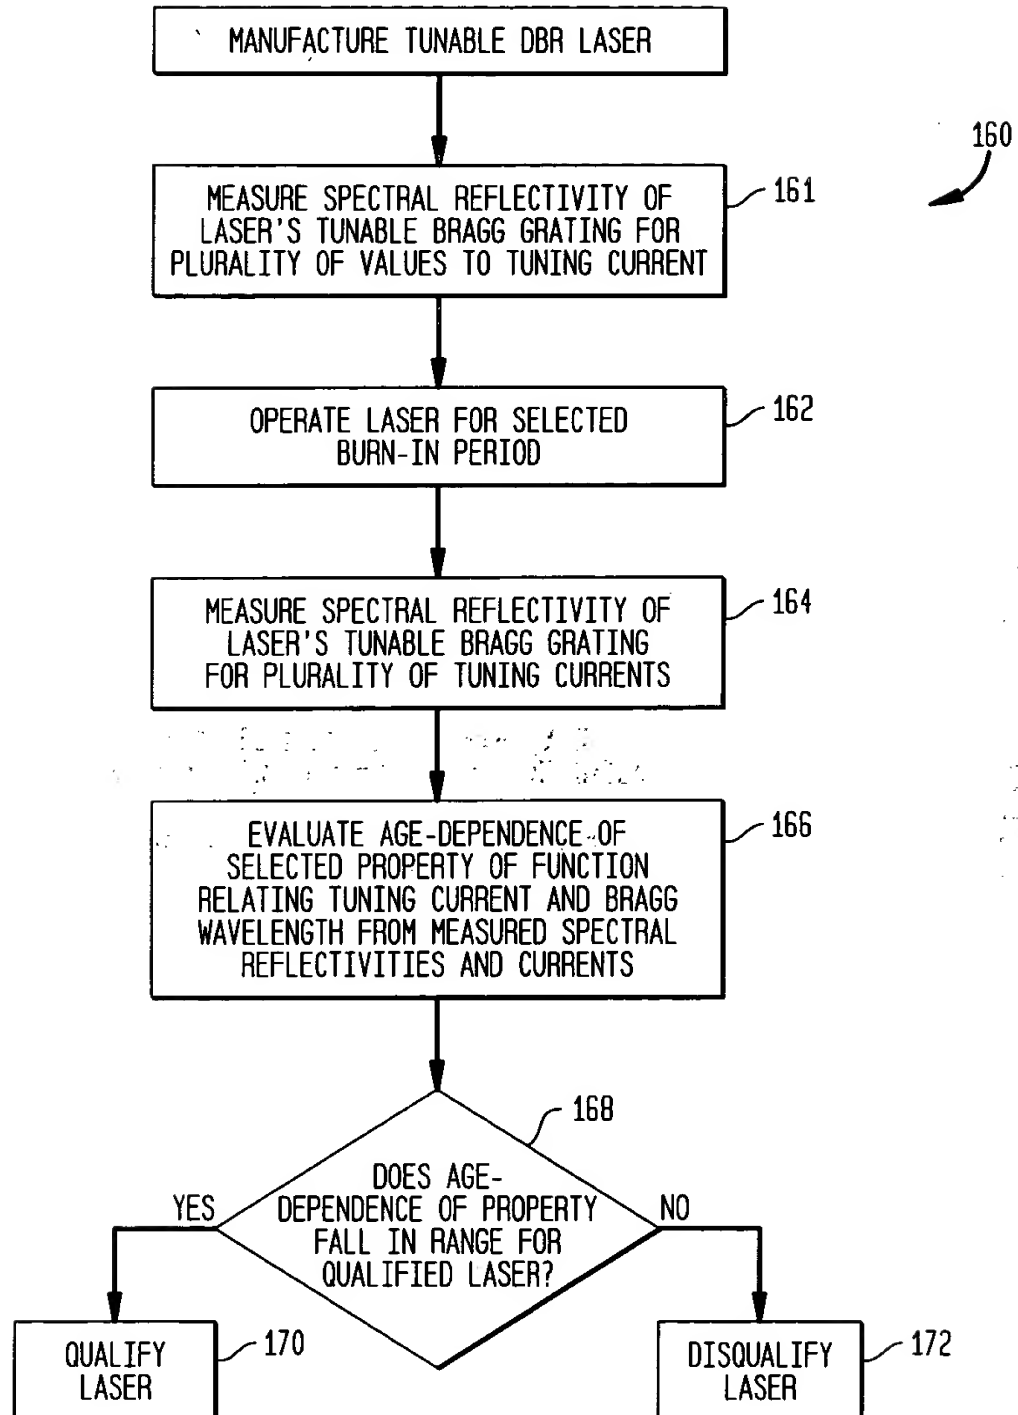 MANUFACTURE TUNABLE DBR LASER
160
MEASURE SPECTRAL REFLECTIVITY OF
LASER'S TUNABLE BRAGG GRATING FOR
PLURALITY OF VALUES TO TUNING CURRENT
161
OPERATE LASER FOR SELECTED
BURN-IN PERIOD
162
MEASURE SPECTRAL REFLECTIVITY OF
LASER'S TUNABLE BRAGG GRATING
FOR PLURALITY OF TUNING CURRENTS
164
EVALUATE AGE-DEPENDENCE OF
SELECTED PROPERTY OF FUNCTION
RELATING TUNING CURRENT AND BRAGG
WAVELENGTH FROM MEASURED SPECTRAL
REFLECTIVITIES AND CURRENTS
166
168
DOES AGE-
DEPENDENCE OF PROPERTY
FALL IN RANGE FOR
QUALIFIED LASER?
YES
NO
QUALIFY
LASER
170
DISQUALIFY
LASER
172